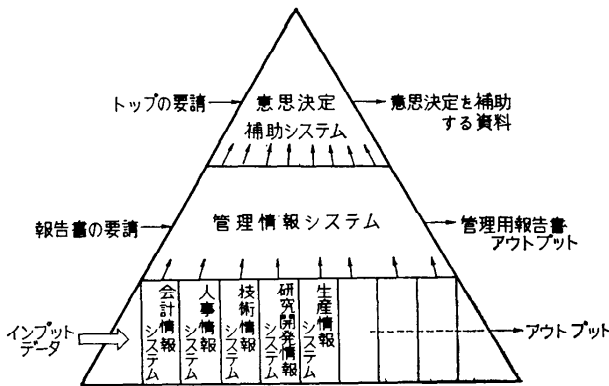 トップの要請
意思決定
補助システム
意思決定を補助
する資料
報告書の要請
管理情報システム
管理用報告書
アウトプット
インプット
データ
会計情報
システム
人事情報
システム
技術情報
システム
研究開発情報
システム
生産情報
システム
アウトプット